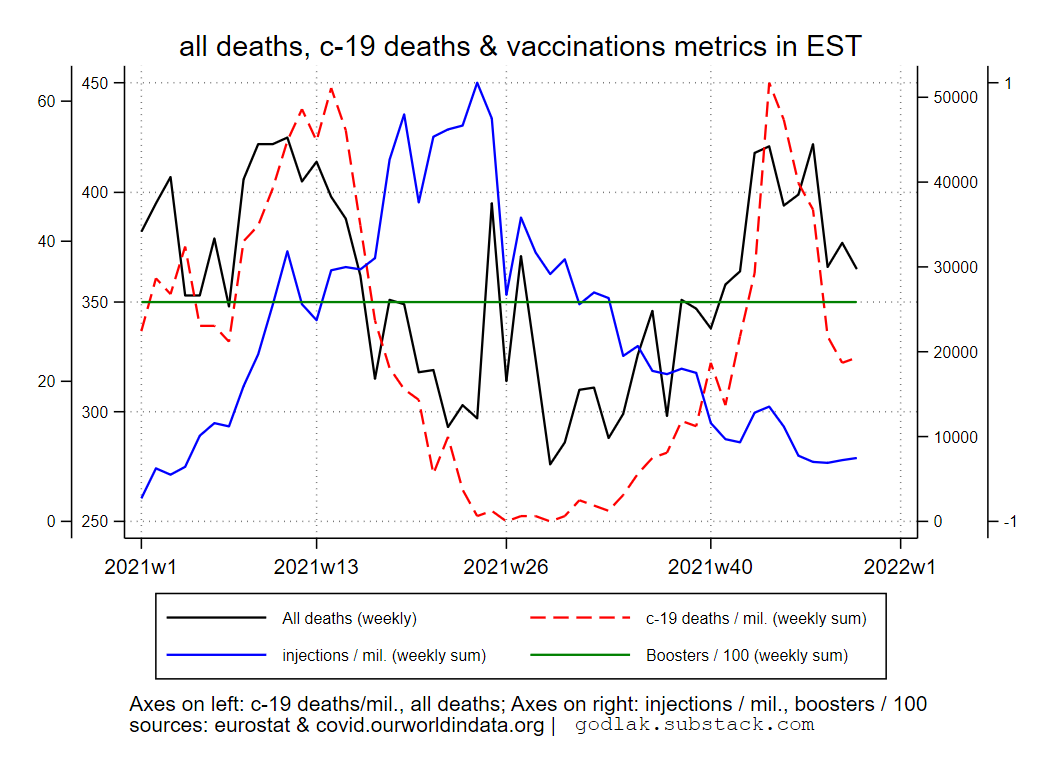 all deaths, c-19 deaths & vaccinations metrics in EST
60 450 50000 1
400 40000
40 350 30000
20 300 20000
10000
0 250 0 -1
2021w1 2021w13 2021w26 2021w40 2022w1
All deaths (weekly) c-19 deaths / mil. (weekly sum)
injections / mil. (weekly sum) Boosters / 100 (weekly sum)
Axes on left: c-19 deaths/mil., all deaths; Axes on right: injections / mil., boosters / 100
sources: eurostat & covid.ourworldindata.org | godlak.substack.com